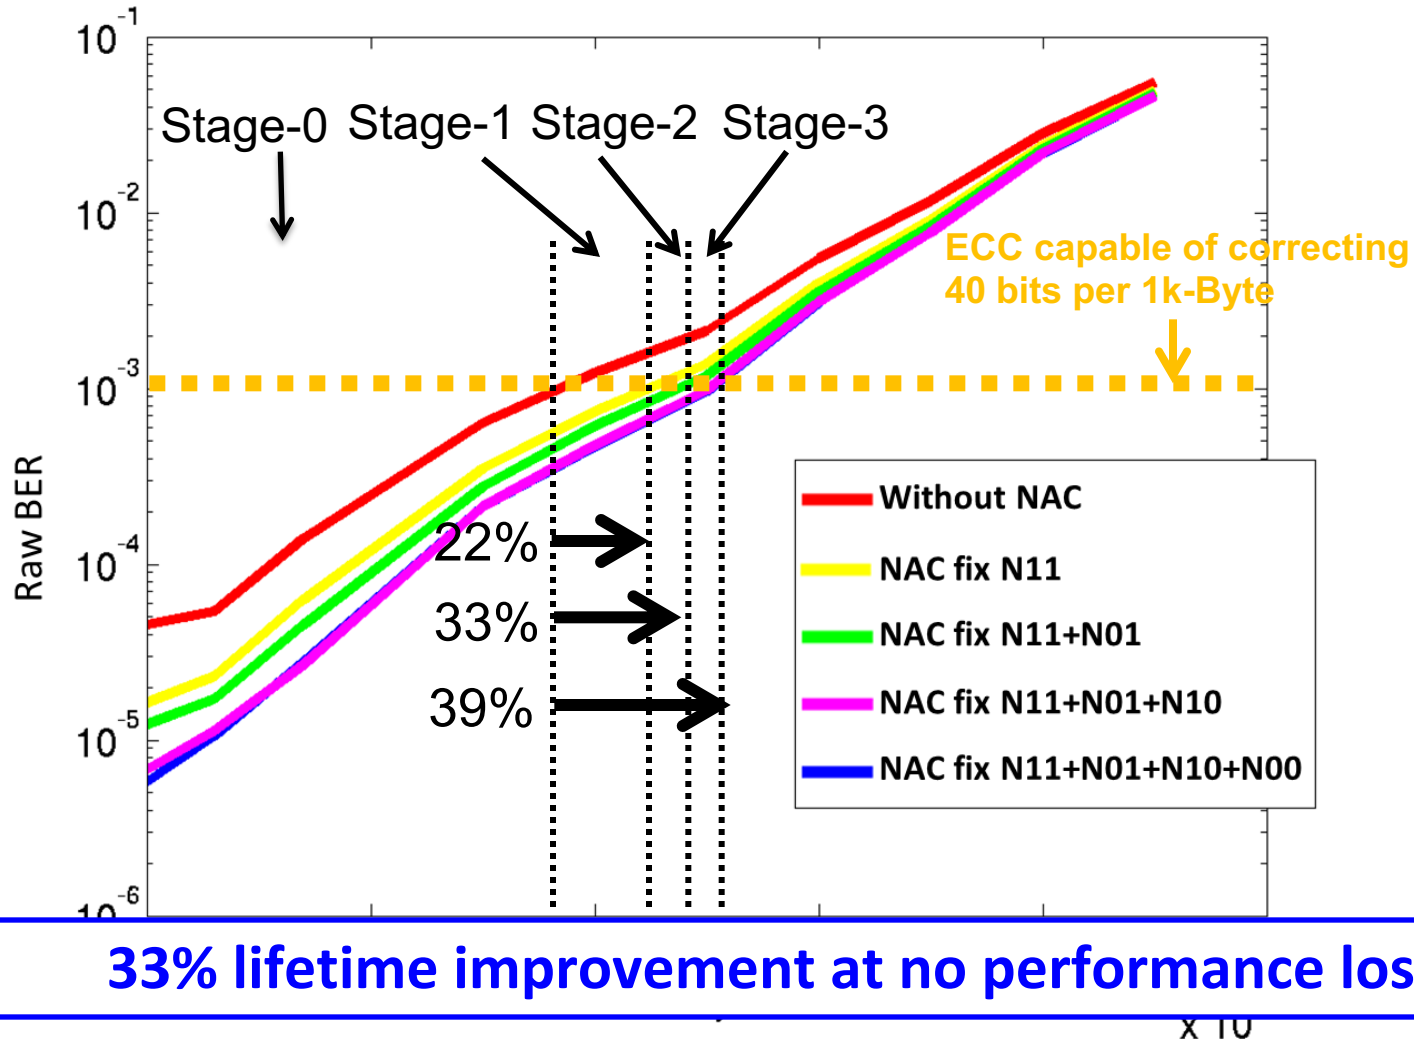 10^-1
Stage-0 Stage-1 Stage-2 Stage-3
10^-2
ECC capable of correcting
40 bits per 1k-Byte
10^-3
Raw BER
Without NAC
22%
10^-4
NAC fix N11
33%
NAC fix N11+N01
39%
NAC fix N11+N01+N10
10^-5
NAC fix N11+N01+N10+N00
10^-6
33% lifetime improvement at no performance los
x 10